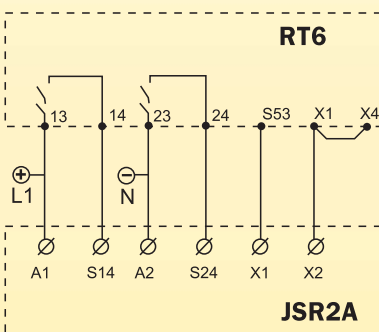 RT6
13 14 23 24 S53 X1 X4
+ −
L1 N
A1 S14 A2 S24 X1 X2
JSR2A